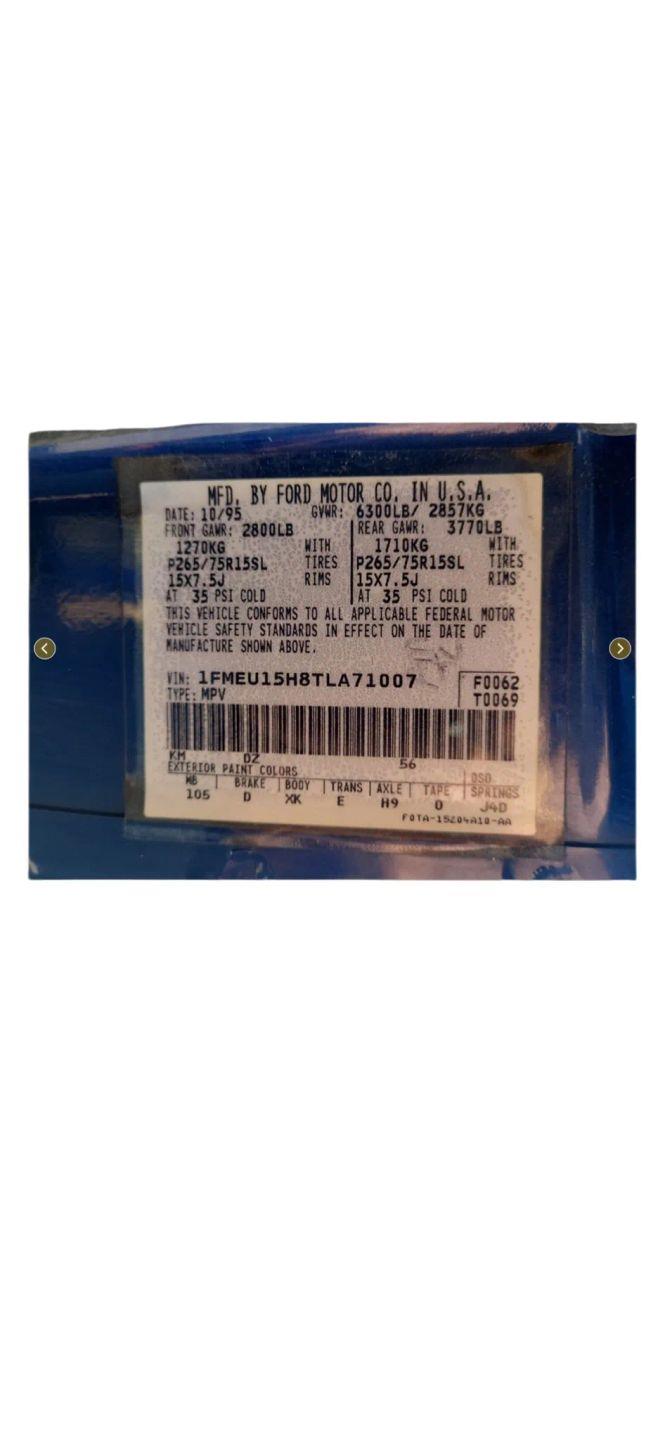 MFD. BY FORD MOTOR CO. IN U.S.A.
DATE: 10/95 GVWR: 6300LB/ 2857KG
FRONT GAWR: 2800LB REAR GAWR: 3770LB
1270KG WITH 1710KG WITH
P265/75R15SL TIRES P265/75R15SL TIRES
15X7.5J RIMS 15X7.5J RIMS
AT 35 PSI COLD AT 35 PSI COLD
THIS VEHICLE CONFORMS TO ALL APPLICABLE FEDERAL MOTOR
VEHICLE SAFETY STANDARDS IN EFFECT ON THE DATE OF
MANUFACTURE SHOWN ABOVE.
VIN: 1FMEU15H8TLA71007 F0062
TYPE: MPV T0069
KM DZ 56
EXTERIOR PAINT COLORS DSO
WB BRAKE BODY TRANS AXLE TAPE SPRINGS
105 D XK E H9 0 J4D
F0TA-15204A10-AA